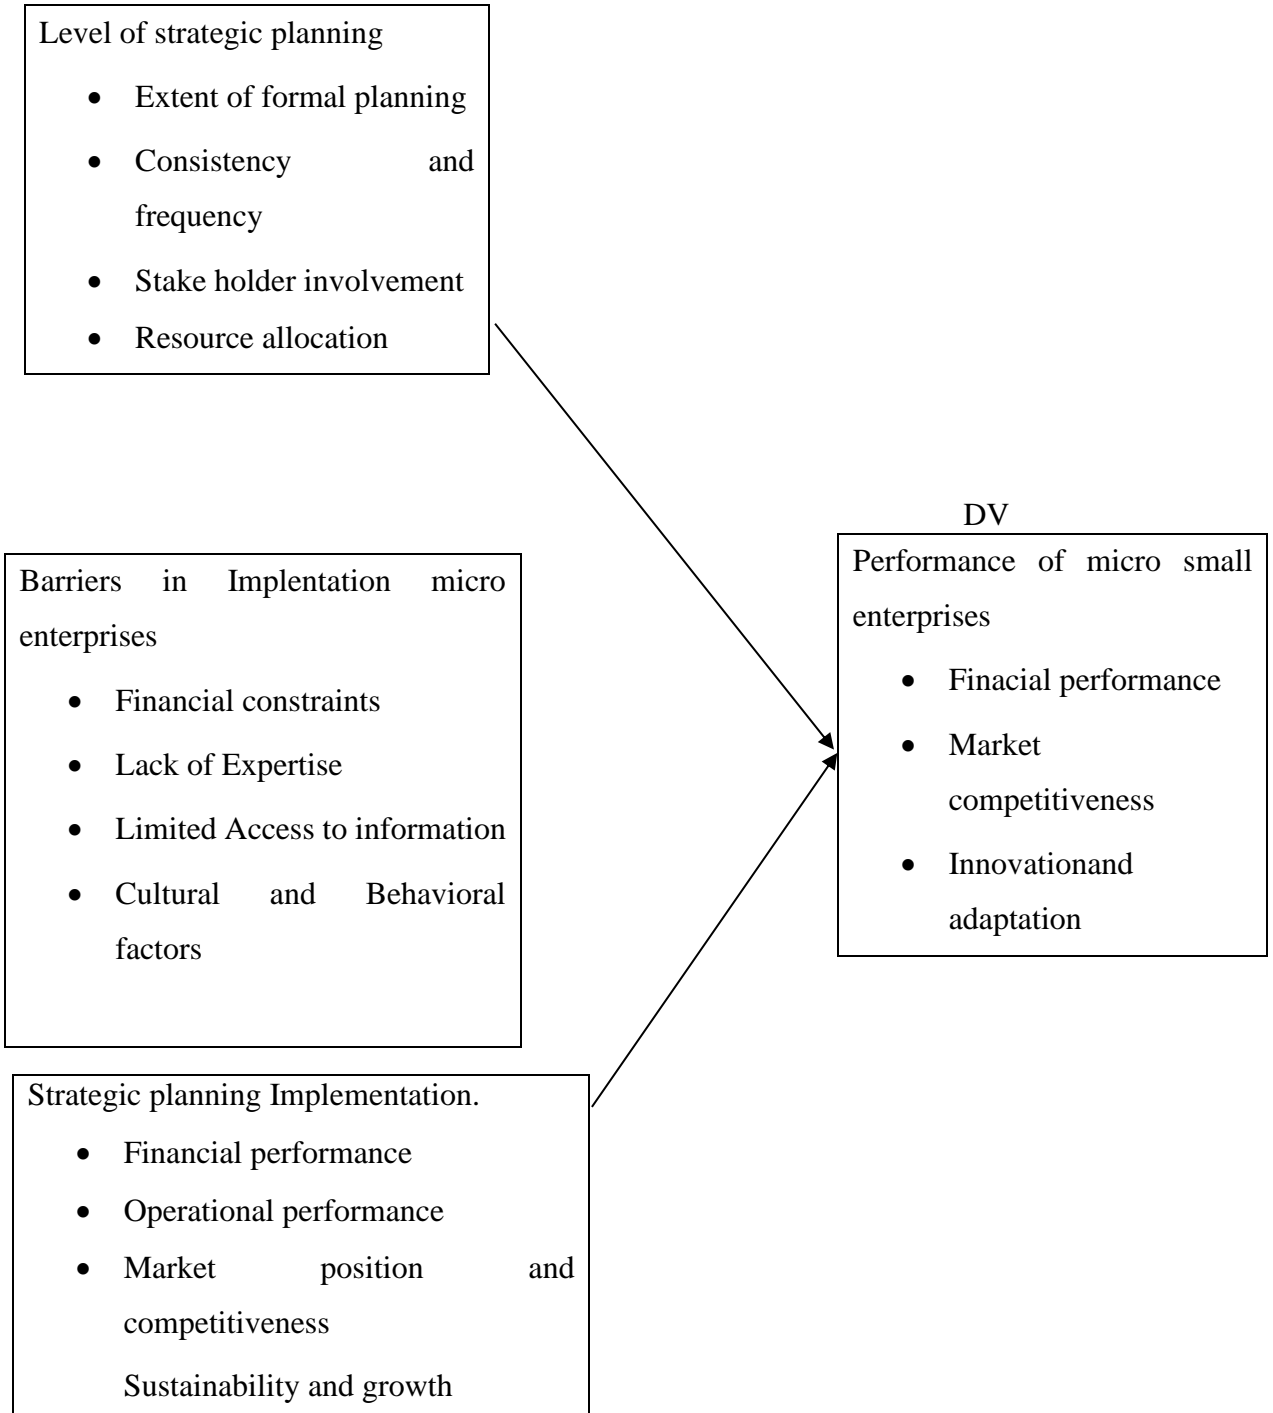 Level of strategic planning
• Extent of formal planning
• Consistency and
frequency
• Stake holder involvement
• Resource allocation
Barriers in Implentation micro
enterprises
• Financial constraints
• Lack of Expertise
• Limited Access to information
• Cultural and Behavioral
factors
Strategic planning Implementation.
• Financial performance
• Operational performance
• Market position and
competitiveness
Sustainability and growth
DV
Performance of micro small
enterprises
• Finacial performance
• Market
competitiveness
• Innovationand
adaptation